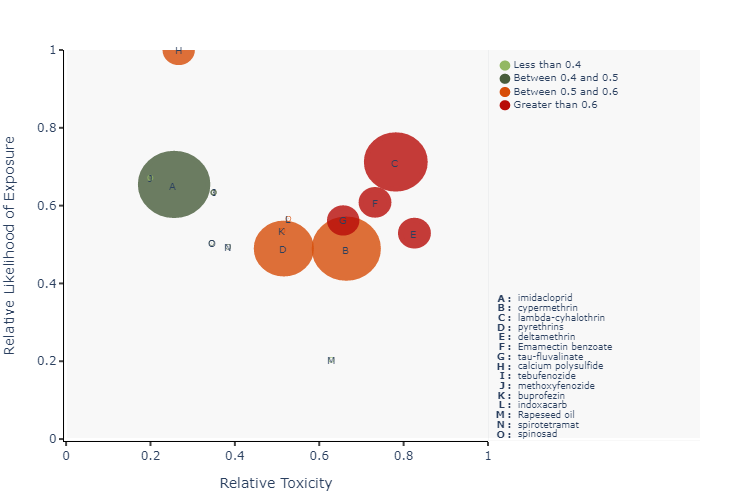 H
1
Less than 0.4
Between 0.4 and 0.5
Between 0.5 and 0.6
Greater than 0.6
0.8
C
J
A
F
0.6
G
L
K
E
O
N
D
B
0.4
0.2
M
0
A : imidacloprid
B : cypermethrin
C : lambda-cyhalothrin
D : pyrethrins
E : deltamethrin
F : Emamectin benzoate
G : tau-fluvalinate
H : calcium polysulfide
I : tebufenozide
J : methoxyfenozide
K : buprofezin
L : indoxacarb
M : Rapeseed oil
N : spirotetramat
O : spinosad
0 0.2 0.4 0.6 0.8 1
Relative Toxicity
Relative Likelihood of Exposure